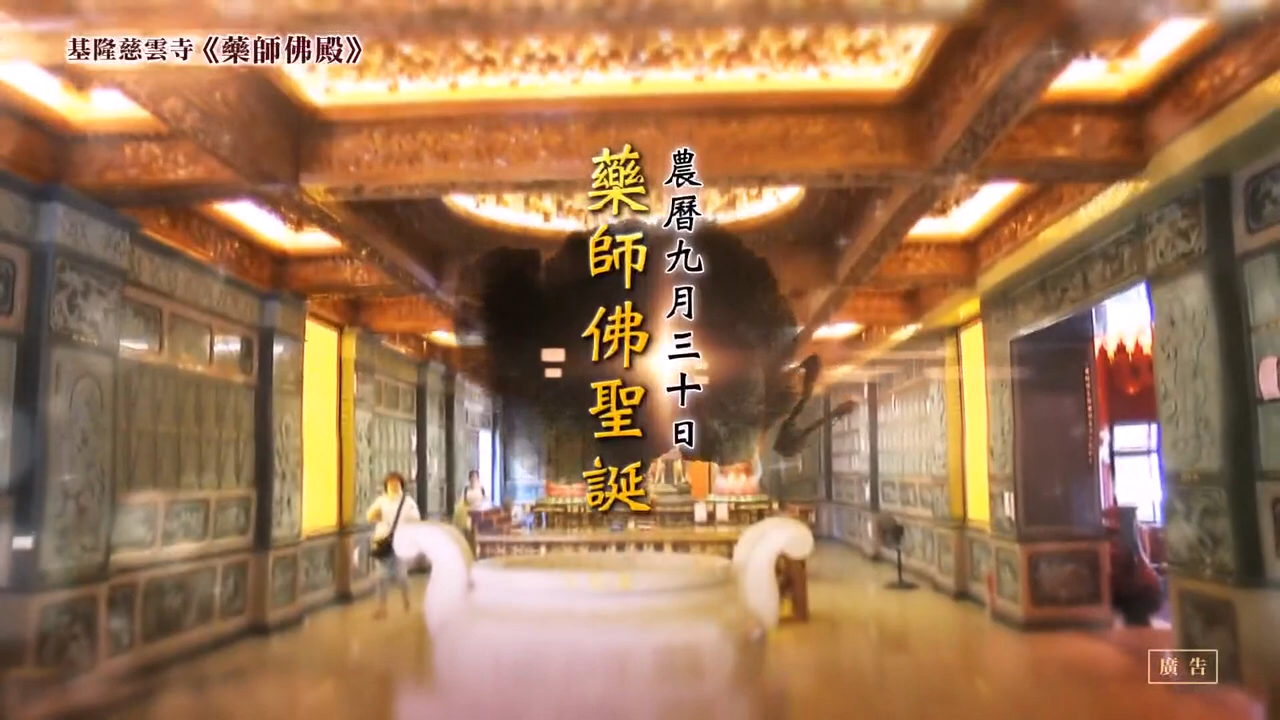 基隆慈雲寺《藥師佛殿》
農曆九月三十日
藥師佛聖誕
廣告